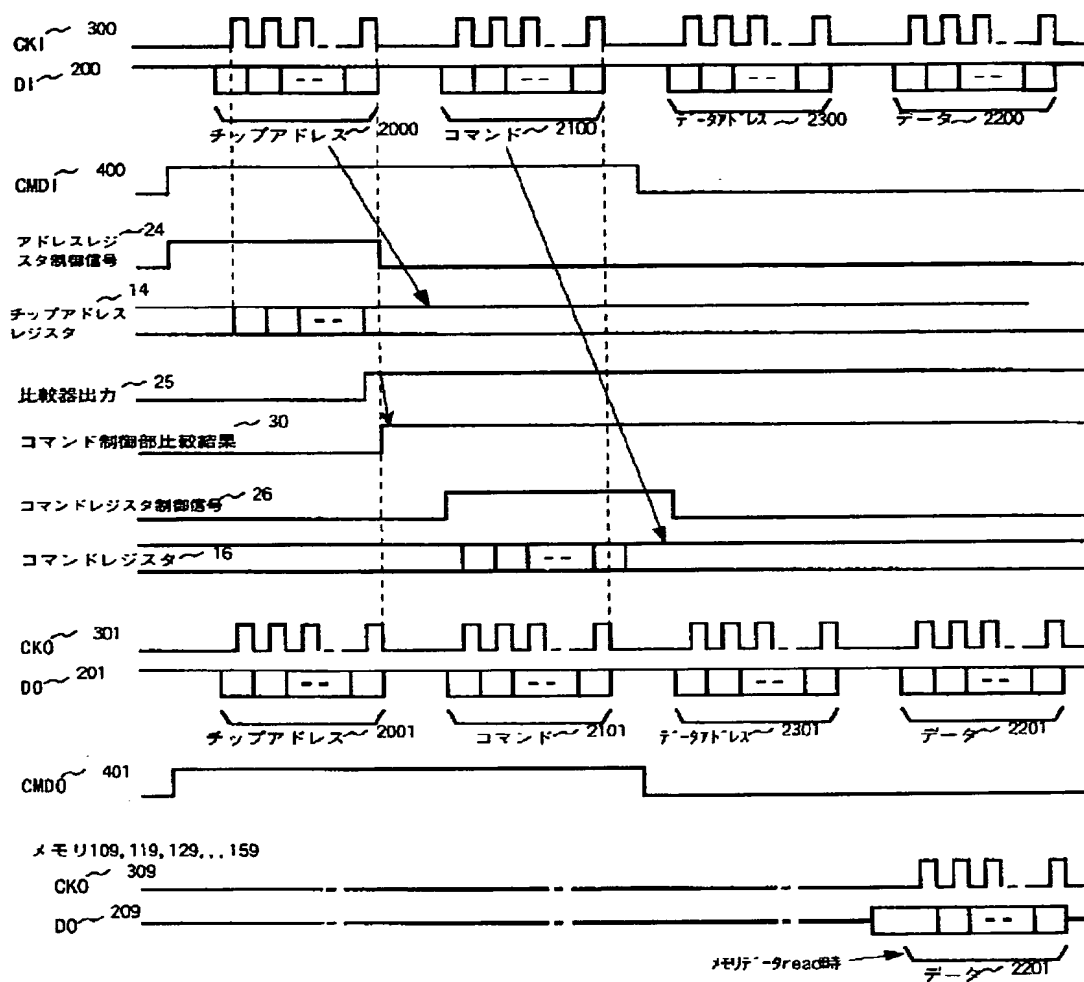 CKI 300
DI 200
チップアドレス 2000 コマンド 2100 データアドレス 2300 データ 2200
CMDI 400
アドレスレジ
スタ制御信号 24
チップアドレス
レジスタ 14
比較器出力 25
コマンド制御部比較結果 30
コマンドレジスタ制御信号 26
コマンドレジスタ 16
CKO 301
DO 201
チップアドレス 2001 コマンド 2101 データアドレス 2301 データ 2201
CMDO 401
メモリ109,119,129...159
CKO 309
DO 209
メモリデータread時 データ 2201